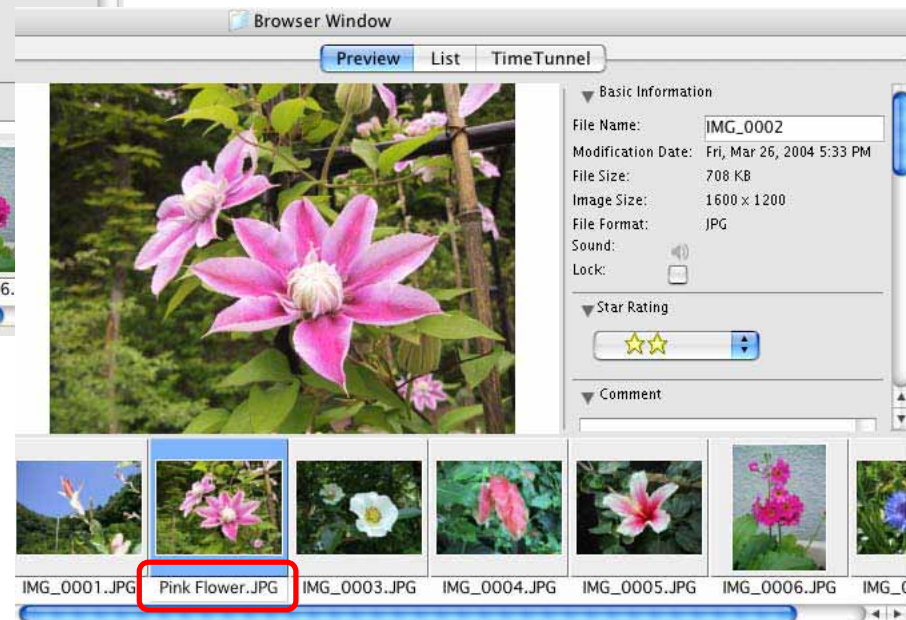 Browser Window
Preview List TimeTunnel
Basic Information
File Name: IMG_0002
Modification Date: Fri, Mar 26, 2004 5:33 PM
File Size: 708 KB
Image Size: 1600 x 1200
File Format: JPG
Sound:
Lock:
Star Rating
Comment
6.
IMG_0001.JPG Pink Flower.JPG IMG_0003.JPG IMG_0004.JPG IMG_0005.JPG IMG_0006.JPG IMG_0